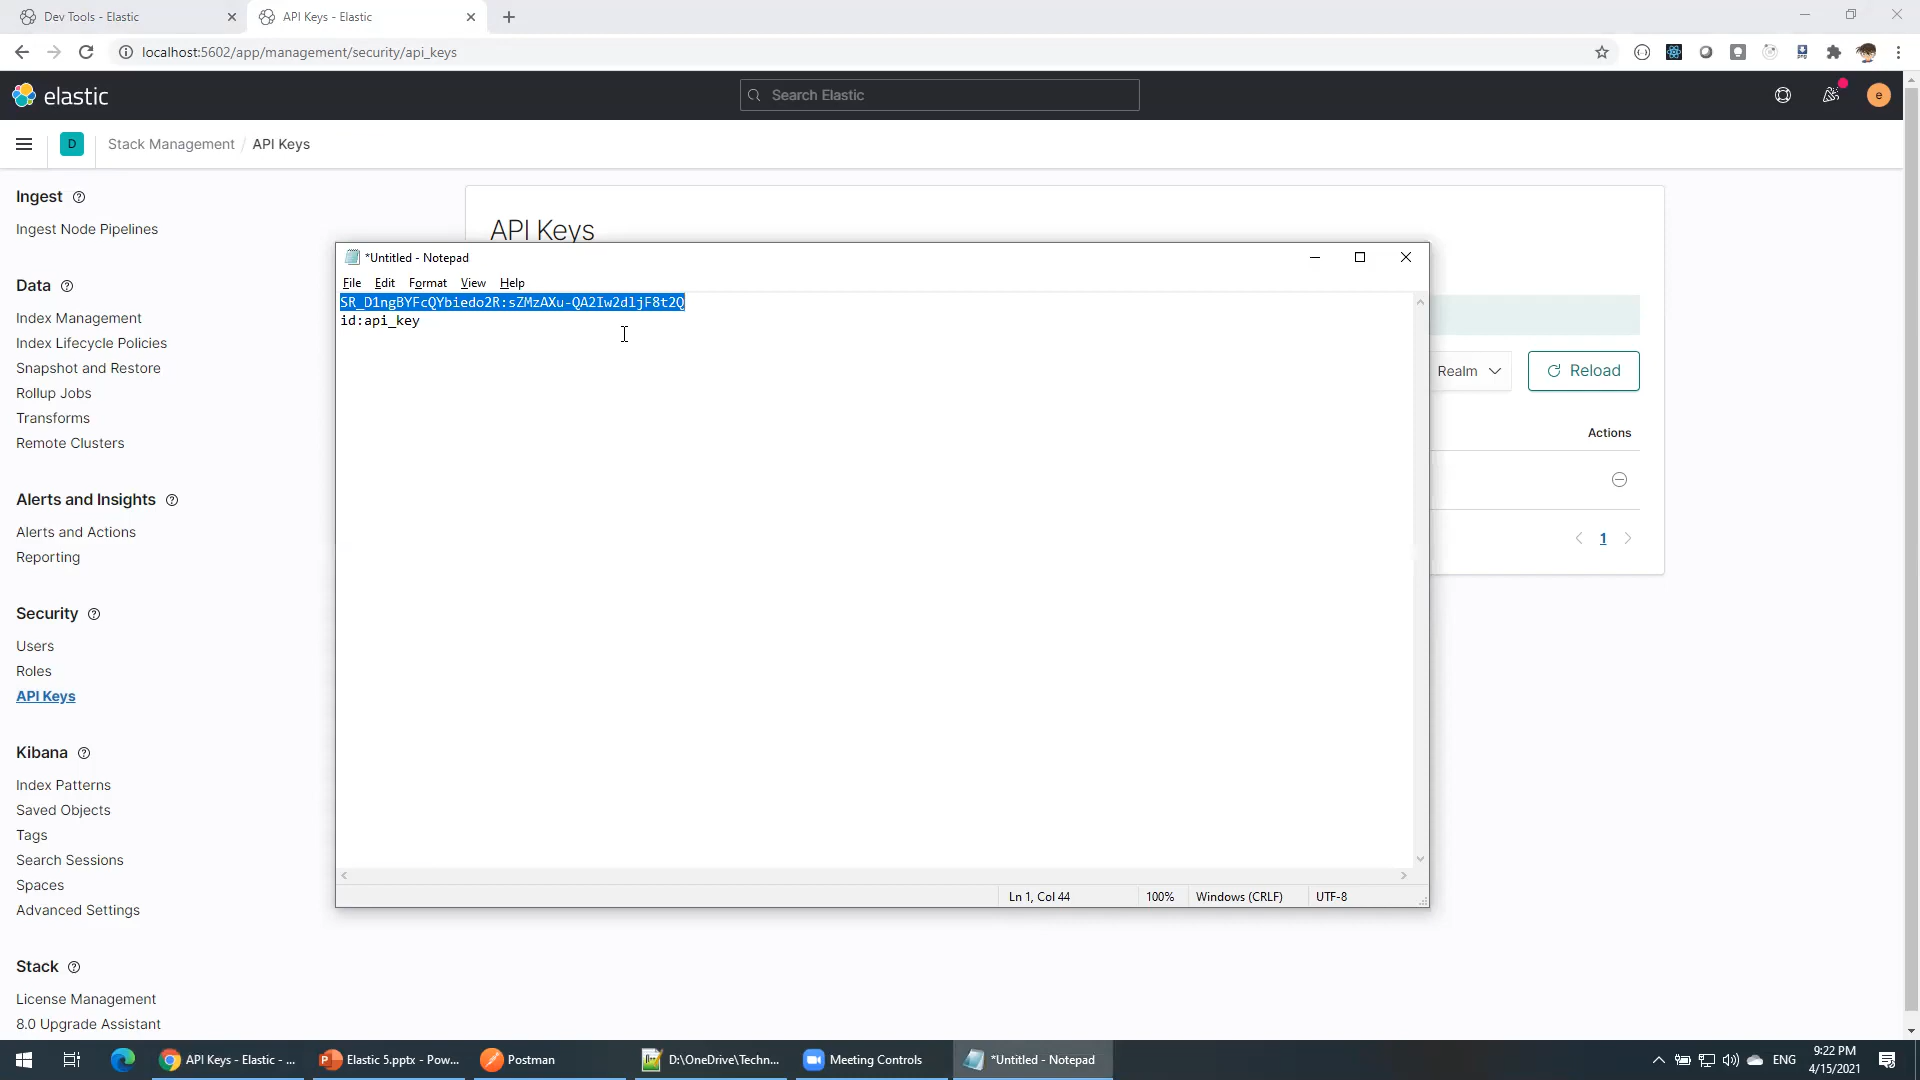 Dev Tools - Elastic
API Keys - Elastic
localhost:5602/app/management/security/api_keys
elastic
Search Elastic
e
D
Stack Management / API Keys
Ingest
Ingest Node Pipelines
Data
Index Management
Index Lifecycle Policies
Snapshot and Restore
Rollup Jobs
Transforms
Remote Clusters
Alerts and Insights
Alerts and Actions
Reporting
Security
Users
Roles
API Keys
Kibana
Index Patterns
Saved Objects
Tags
Search Sessions
Spaces
Advanced Settings
Stack
License Management
8.0 Upgrade Assistant
API Keys
Realm
Reload
Actions
1
*Untitled - Notepad
File Edit Format View Help
SR_D1ngBYFcQYbiedo2R:sZMzAXu-QA2Iw2dljF8t2Q
id:api_key
Ln 1, Col 44
100%
Windows (CRLF)
UTF-8
API Keys - Elastic - ...
Elastic 5.pptx - Pow...
Postman
D:\OneDrive\Techn...
Meeting Controls
*Untitled - Notepad
ENG
9:22 PM
4/15/2021